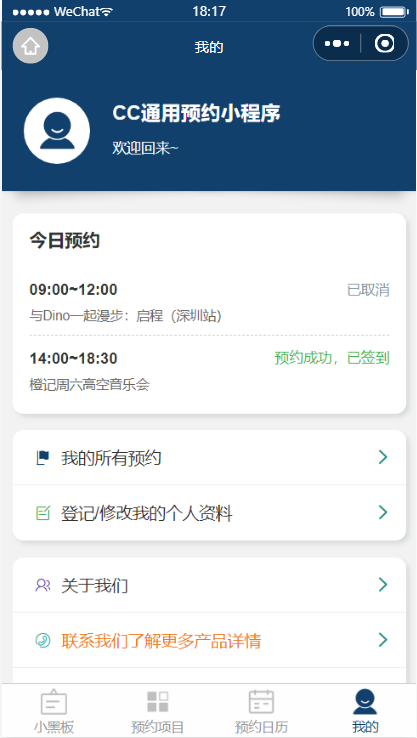 WeChat
18:17
100%
我的
CC通用预约小程序
欢迎回来~
今日预约
09:00~12:00
已取消
与Dino一起漫步：启程（深圳站）
14:00~18:30
预约成功，已签到
橙记周六高空音乐会
我的所有预约
登记/修改我的个人资料
关于我们
联系我们了解更多产品详情
小黑板
预约项目
预约日历
我的